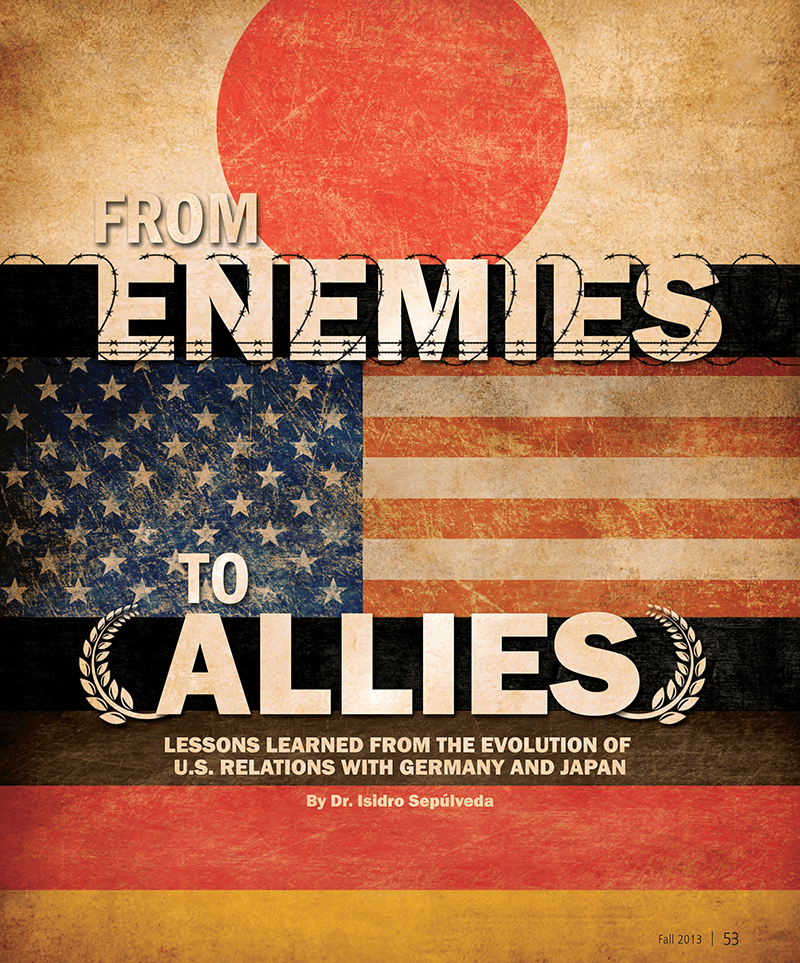 FROM
ENEMIES
TO
ALLIES
LESSONS LEARNED FROM THE EVOLUTION OF
U.S. RELATIONS WITH GERMANY AND JAPAN
By Dr. Isidro Sepúlveda
Fall 2013 | 53